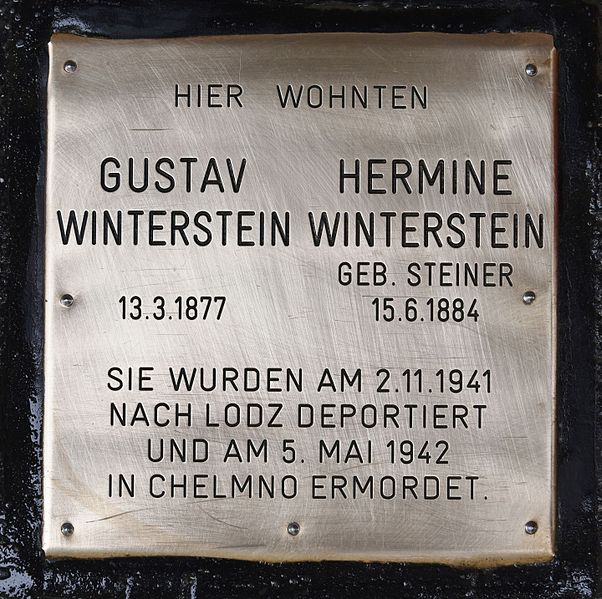 HIER WOHNTEN
GUSTAV HERMINE
WINTERSTEIN WINTERSTEIN
GEB. STEINER
13.3.1877 15.6.1884
SIE WURDEN AM 2.11.1941
NACH LODZ DEPORTIERT
UND AM 5. MAI 1942
IN CHELMNO ERMORDET.